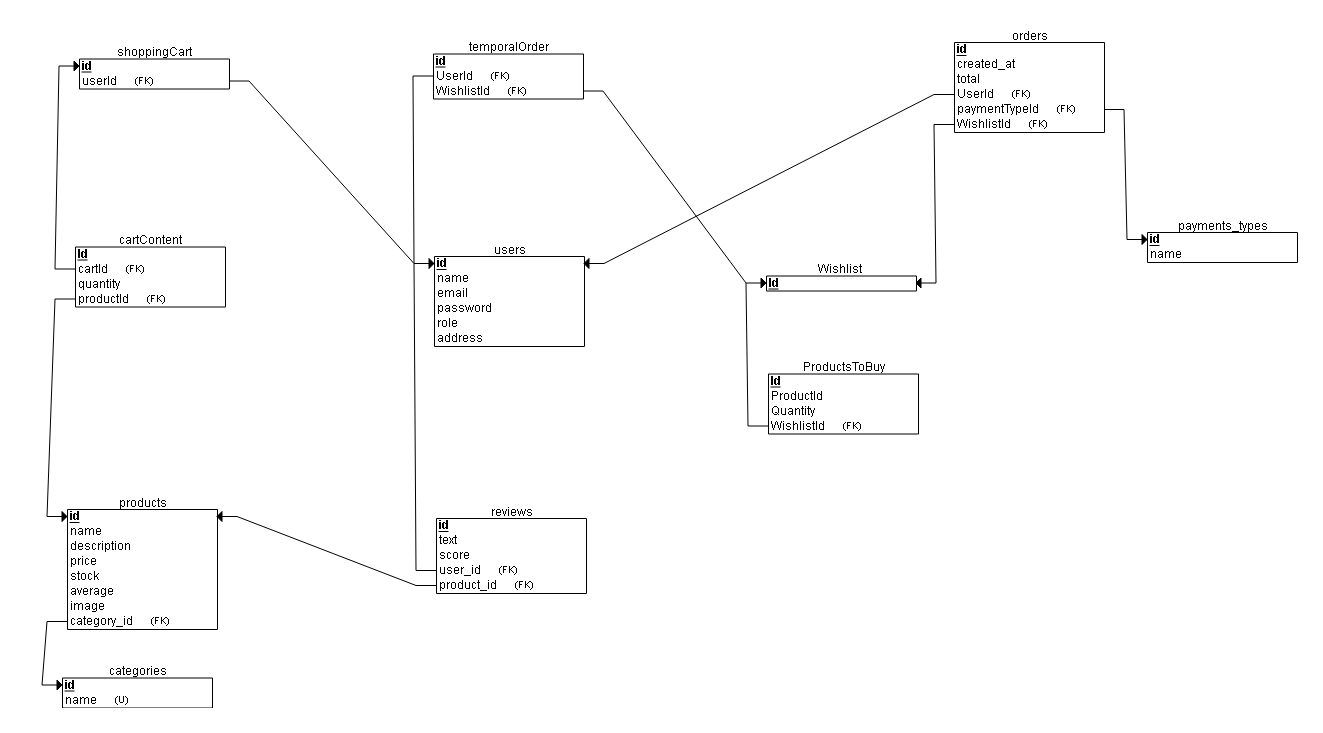 shoppingCart
id
userId (FK)
temporalOrder
id
UserId (FK)
WishlistId (FK)
orders
id
created_at
total
UserId (FK)
paymentTypeId (FK)
WishlistId (FK)
cartContent
Id
cartId (FK)
quantity
productId (FK)
users
id
name
email
password
role
address
Wishlist
Id
payments_types
id
name
ProductsToBuy
Id
ProductId
Quantity
WishlistId (FK)
products
id
name
description
price
stock
average
image
category_id (FK)
reviews
id
text
score
user_id (FK)
product_id (FK)
categories
id
name (U)